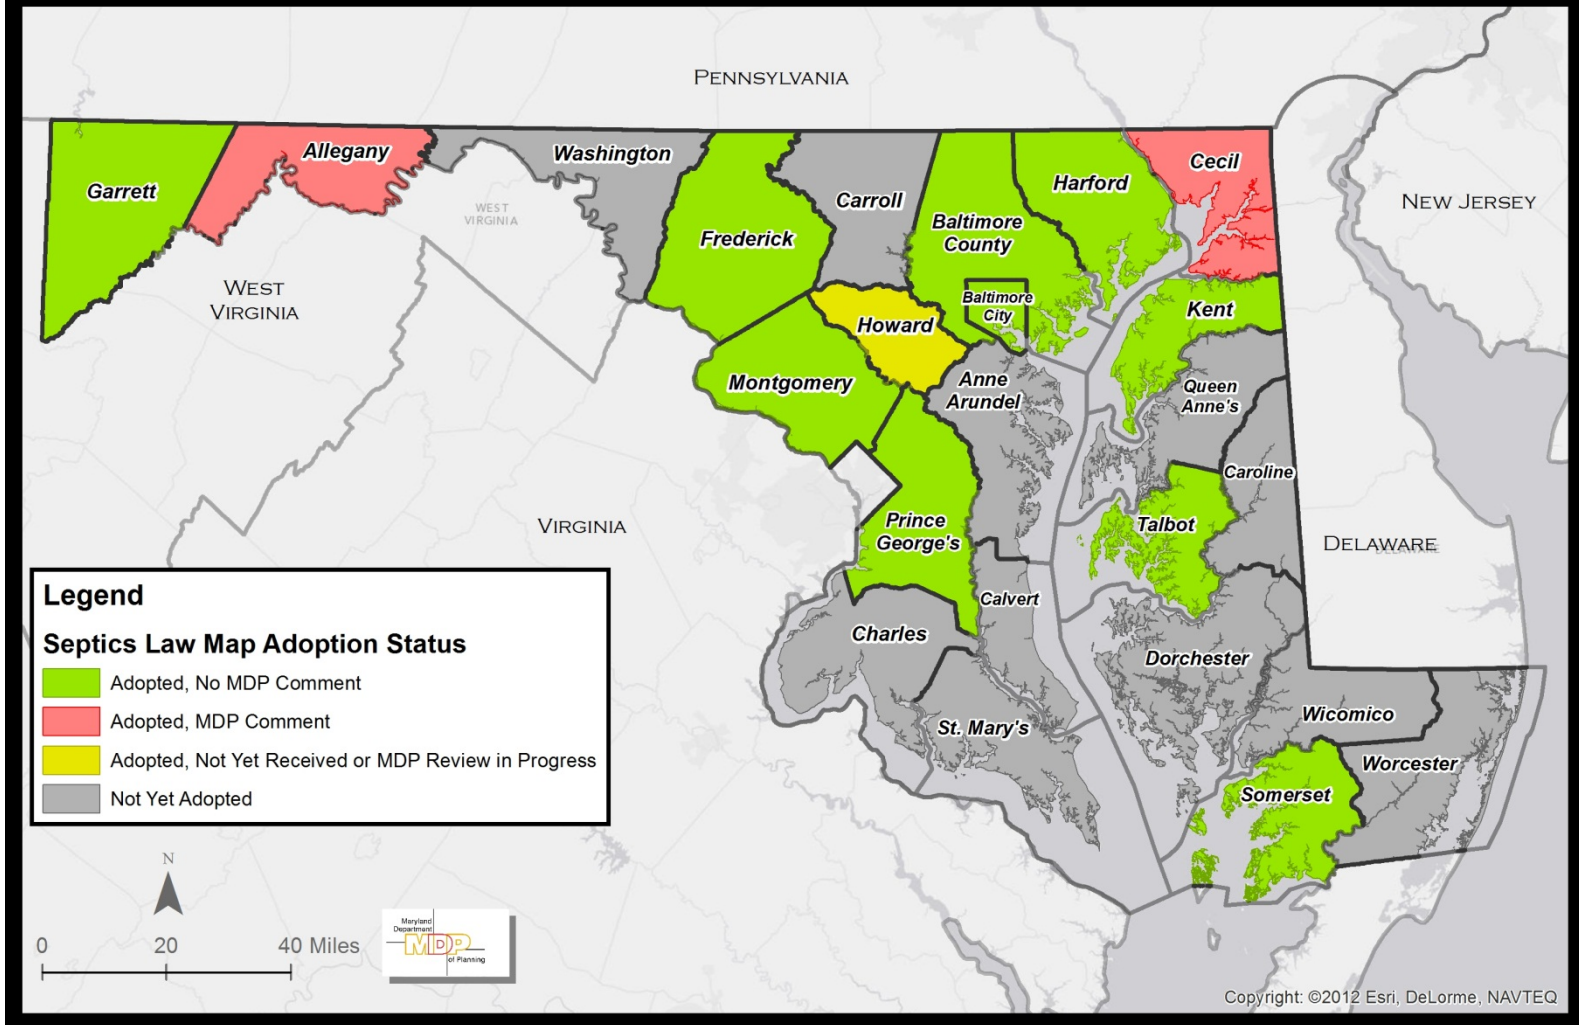 PENNSYLVANIA
Garrett
Allegany
Washington
Frederick
Carroll
Baltimore
County
Harford
Cecil
NEW JERSEY
WEST
VIRGINIA
WEST
VIRGINIA
Baltimore
City
Howard
Kent
Montgomery
Anne
Arundel
Queen
Anne's
Caroline
VIRGINIA
Prince
George's
Talbot
DELAWARE
DELAWARE
Calvert
Charles
Dorchester
St. Mary's
Wicomico
Worcester
Somerset
Legend
Septics Law Map Adoption Status
Adopted, No MDP Comment
Adopted, MDP Comment
Adopted, Not Yet Received or MDP Review in Progress
Not Yet Adopted
N
0 20 40 Miles
Maryland
Department
MDP
of Planning
Copyright: ©2012 Esri, DeLorme, NAVTEQ